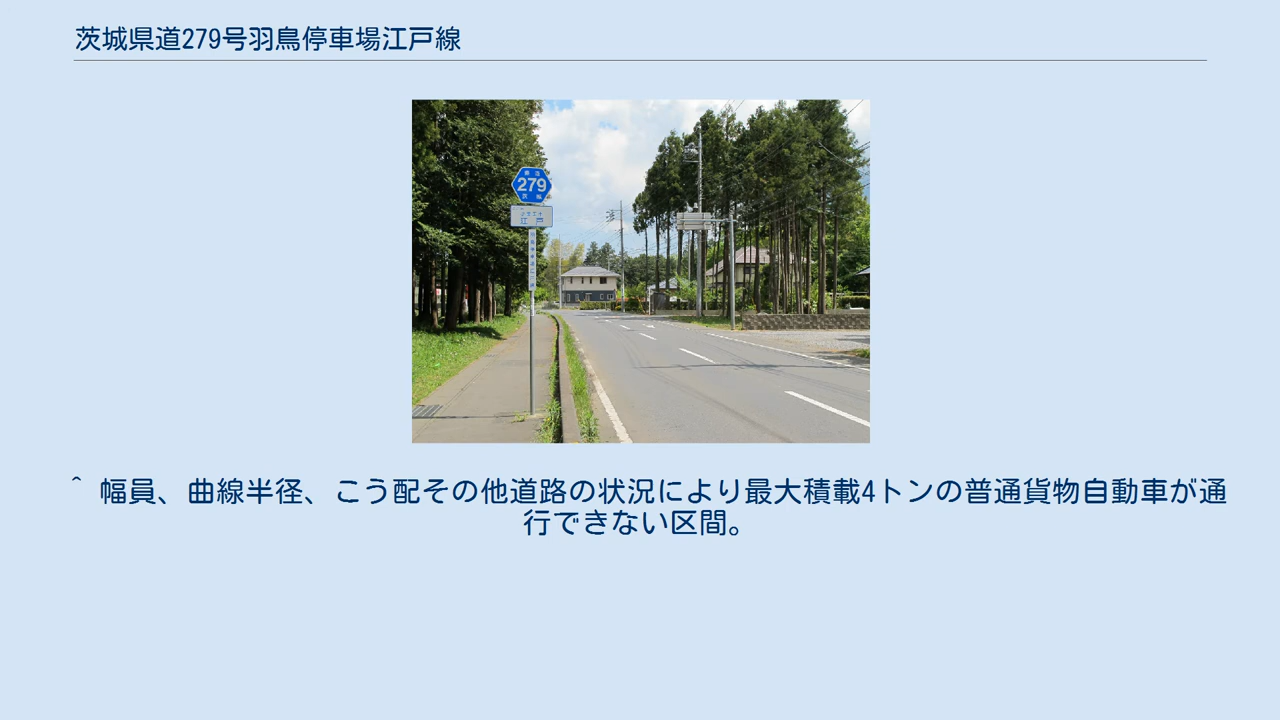 茨城県道279号羽鳥停車場江戸線
279
茨城
江戸
^ 幅員、曲線半径、こう配その他道路の状況により最大積載4トンの普通貨物自動車が通
行できない区間。